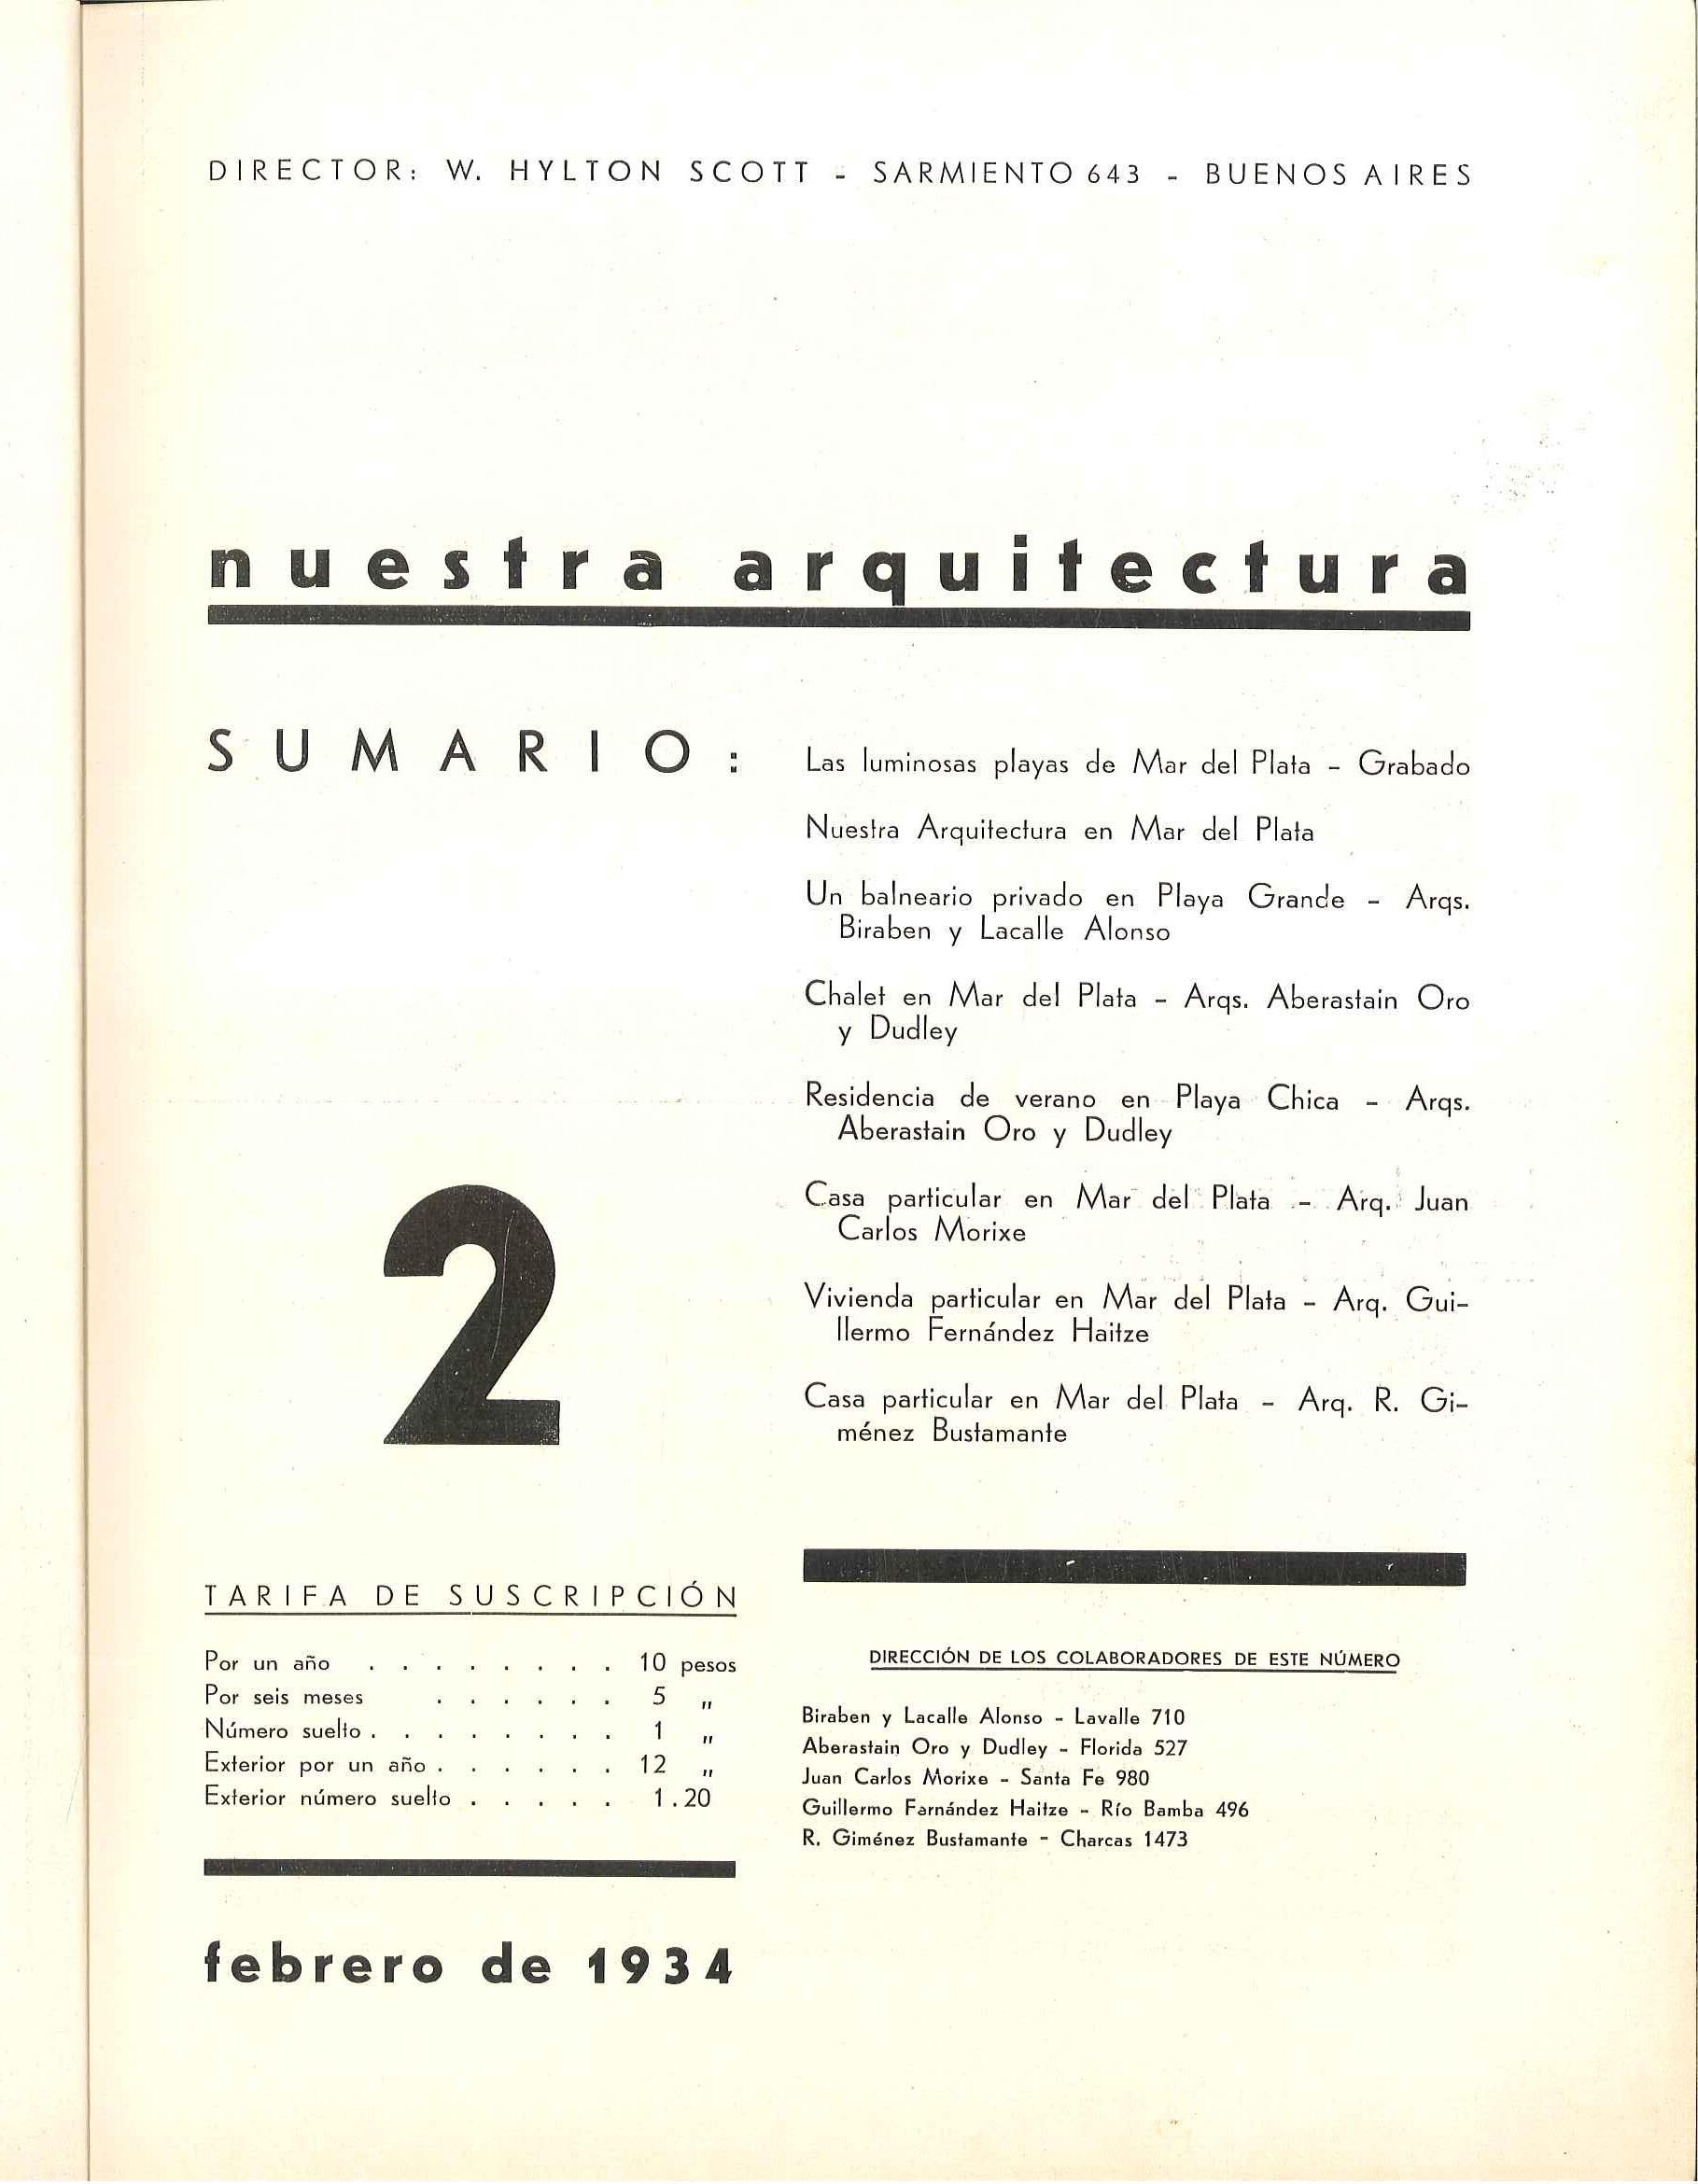 DIRECTOR: W. HYLTON SCOTT - SARMIENTO 643 - BUENOS AIRES
nuestra arquitectura
SUMARIO:
Las luminosas playas de Mar del Plata - Grabado
Nuestra Arquitectura en Mar del Plata
Un balneario privado en Playa Grande - Arqs.
Biraben y Lacalle Alonso
Chalet en Mar del Plata - Arqs. Aberastain Oro
y Dudley
Residencia de verano en Playa Chica - Arqs.
Aberastain Oro y Dudley
Casa particular en Mar del Plata - Arq. Juan
Carlos Morixe
Vivienda particular en Mar del Plata - Arq. Gui-
llermo Fernández Haitze
Casa particular en Mar del Plata - Arq. R. Gi-
ménez Bustamante
2
TARIFA DE SUSCRIPCIÓN
Por un año . . . . . . . . 10 pesos
Por seis meses . . . . . . 5 „
Número suelto . . . . . . . . 1 „
Exterior por un año . . . . . . 12 „
Exterior número suelto . . . . . 1.20
febrero de 1934
DIRECCIÓN DE LOS COLABORADORES DE ESTE NÚMERO
Biraben y Lacalle Alonso - Lavalle 710
Aberastain Oro y Dudley - Florida 527
Juan Carlos Morixe - Santa Fe 980
Guillermo Fernández Haitze - Río Bamba 496
R. Giménez Bustamante - Charcas 1473